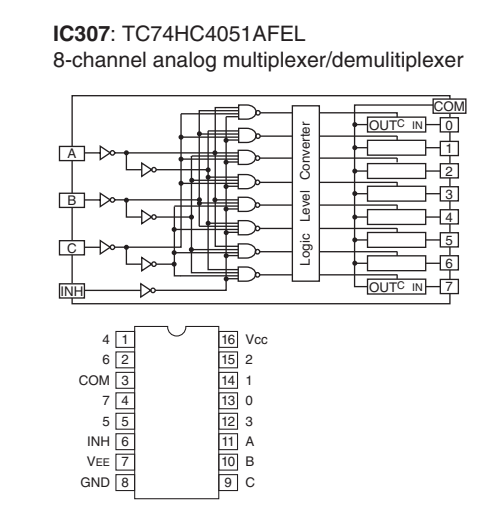 IC307: TC74HC4051AFEL
8-channel analog multiplexer/demulitiplexer
COM
OUT C IN 0
A
1
2
B
3
Logic Level Converter
4
C
5
6
INH
OUT C IN 7
4 1 16 Vcc
6 2 15 2
COM 3 14 1
7 4 13 0
5 5 12 3
INH 6 11 A
VEE 7 10 B
GND 8 9 C